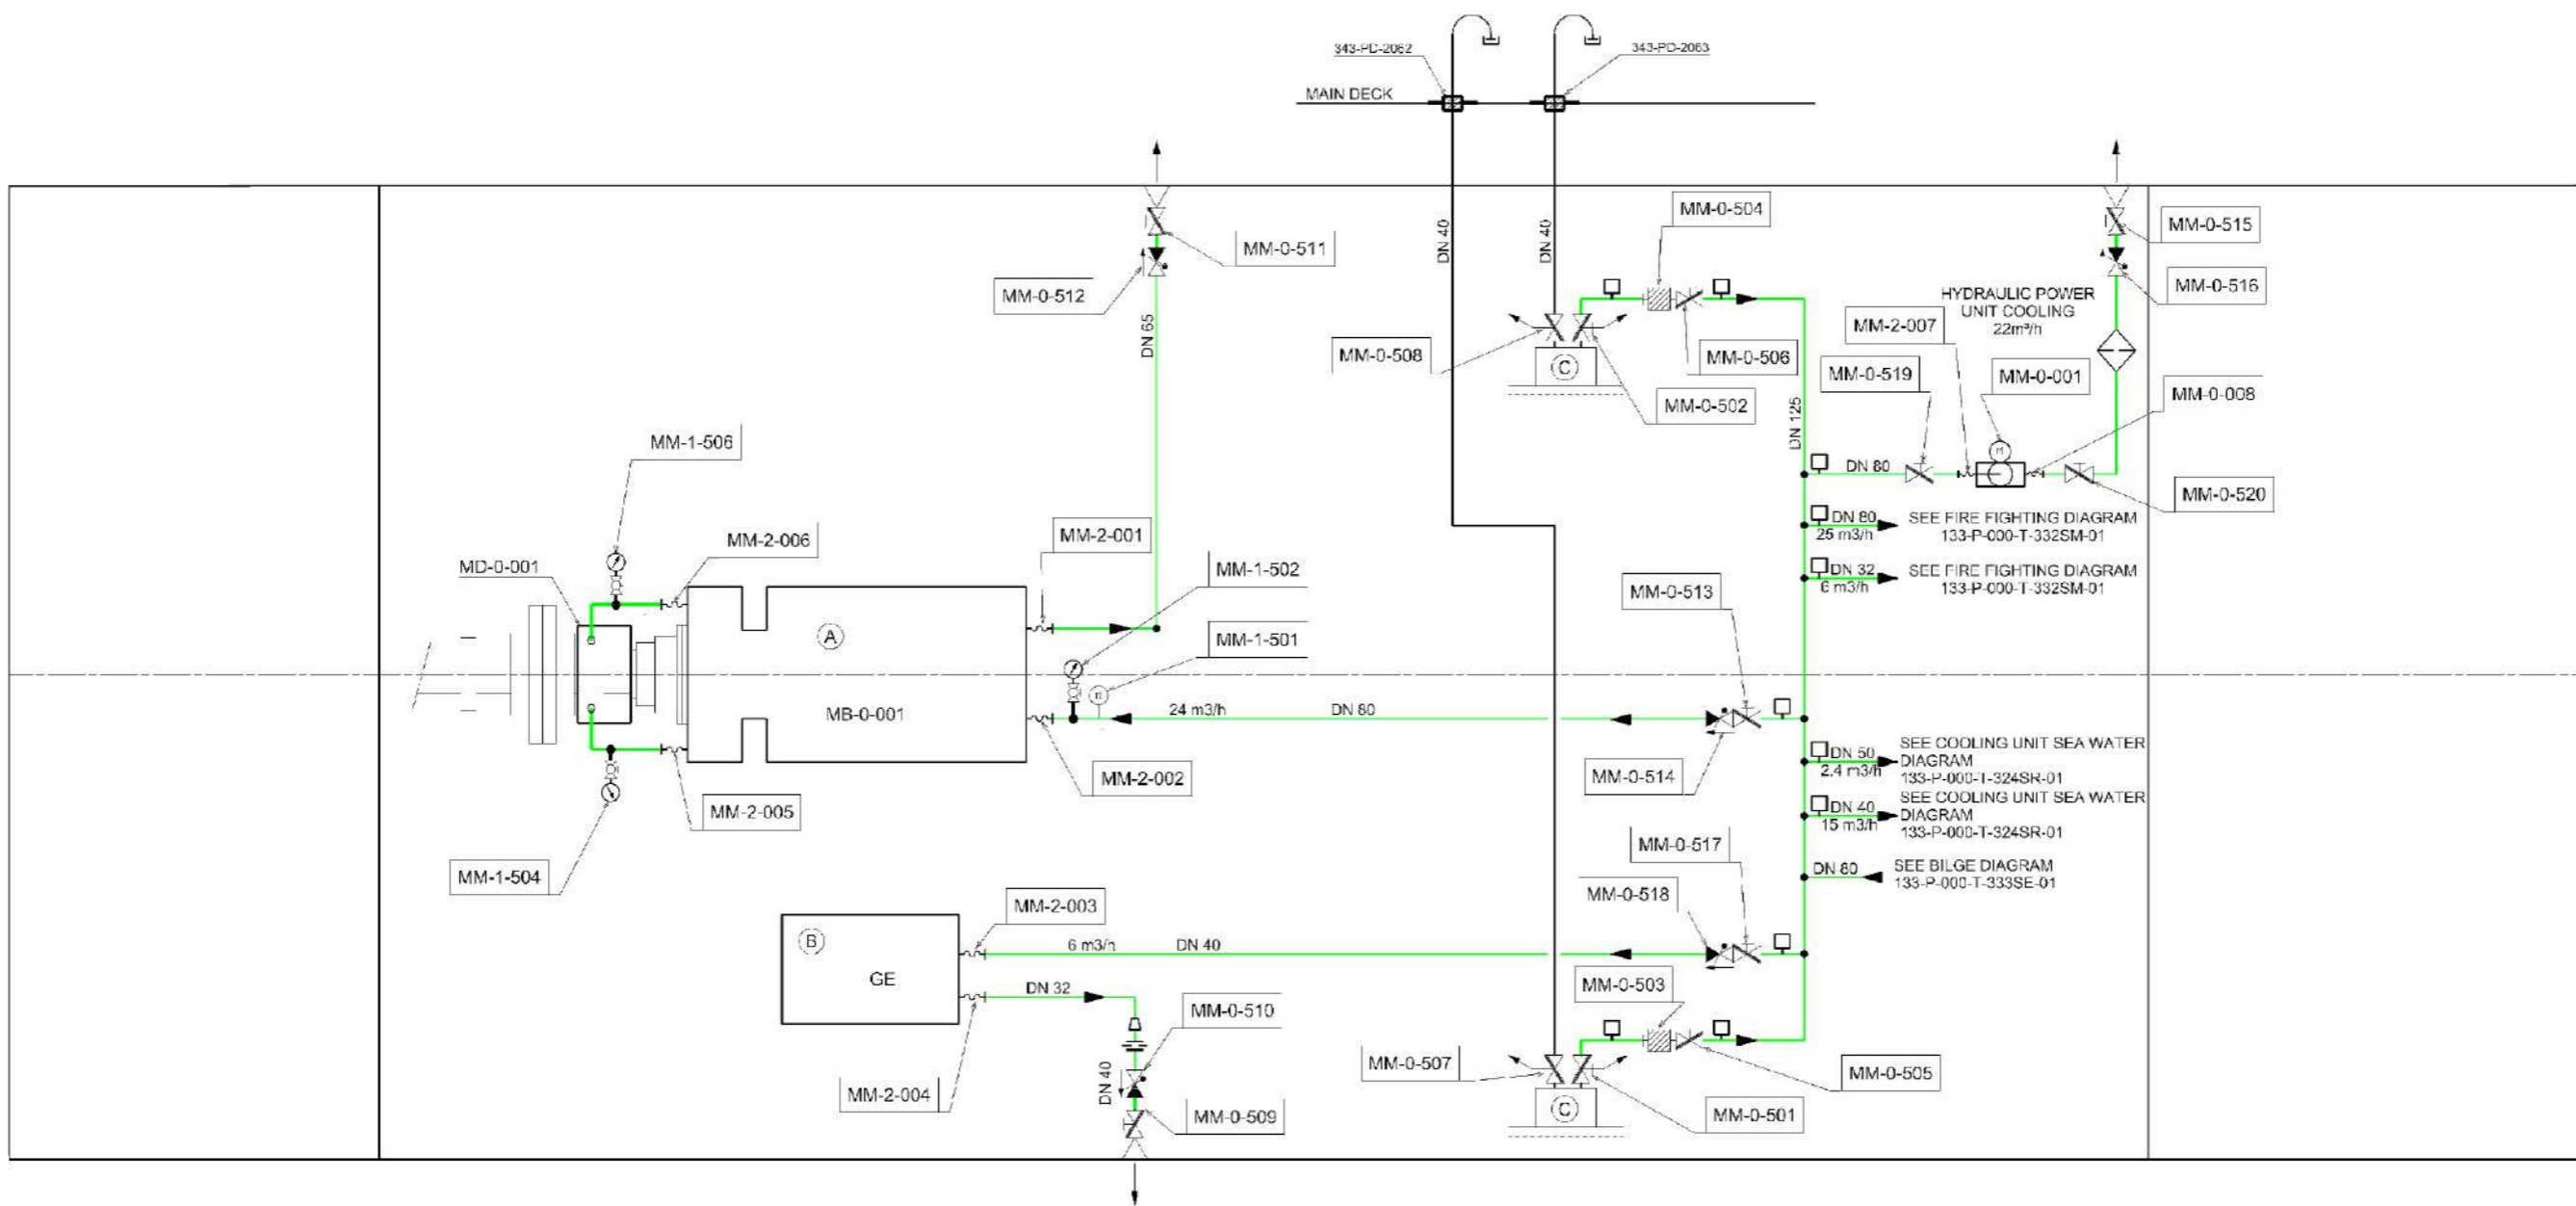 343-PD-2062
343-PD-2063
MAIN DECK
MM-0-504
MM-0-511
MM-0-515
MM-0-512
MM-0-516
DN 40
DN 40
DN 65
HYDRAULIC POWER
UNIT COOLING
22m³/h
MM-2-007
MM-0-508
MM-0-506
MM-0-519
MM-0-001
MM-0-008
C
MM-0-502
DN 125
MM-1-506
DN 80
MM-0-520
DN 80
25 m3/h
SEE FIRE FIGHTING DIAGRAM
133-P-000-T-332SM-01
MM-2-006
MM-2-001
MD-0-001
MM-1-502
DN 32
6 m3/h
SEE FIRE FIGHTING DIAGRAM
133-P-000-T-332SM-01
MM-0-513
A
MM-1-501
MB-0-001
24 m3/h
DN 80
MM-2-002
MM-0-514
DN 50
2.4 m3/h
SEE COOLING UNIT SEA WATER
DIAGRAM
133-P-000-T-324SR-01
MM-2-005
DN 40
15 m3/h
SEE COOLING UNIT SEA WATER
DIAGRAM
133-P-000-T-324SR-01
MM-0-517
MM-1-504
DN 80
SEE BILGE DIAGRAM
133-P-000-T-333SE-01
MM-0-518
MM-2-003
B
6 m3/h
DN 40
GE
DN 32
MM-0-503
MM-0-510
MM-0-507
MM-0-505
DN 40
MM-2-004
C
MM-0-509
MM-0-501